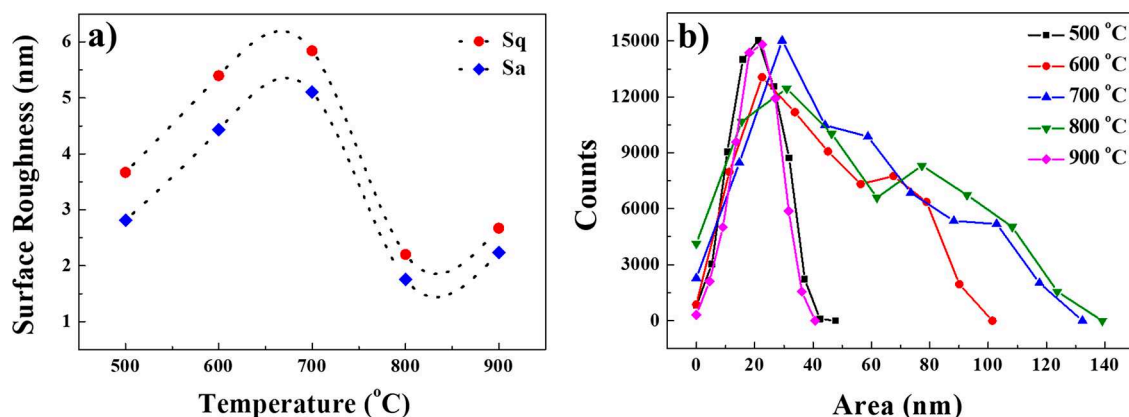 a)
Sq
Sa
6
5
4
3
2
1
500
600
700
800
900
Surface Roughness (nm)
Temperature (°C)
b)
500 °C
600 °C
700 °C
800 °C
900 °C
15000
12000
9000
6000
3000
0
0
20
40
60
80
100
120
140
Counts
Area (nm)